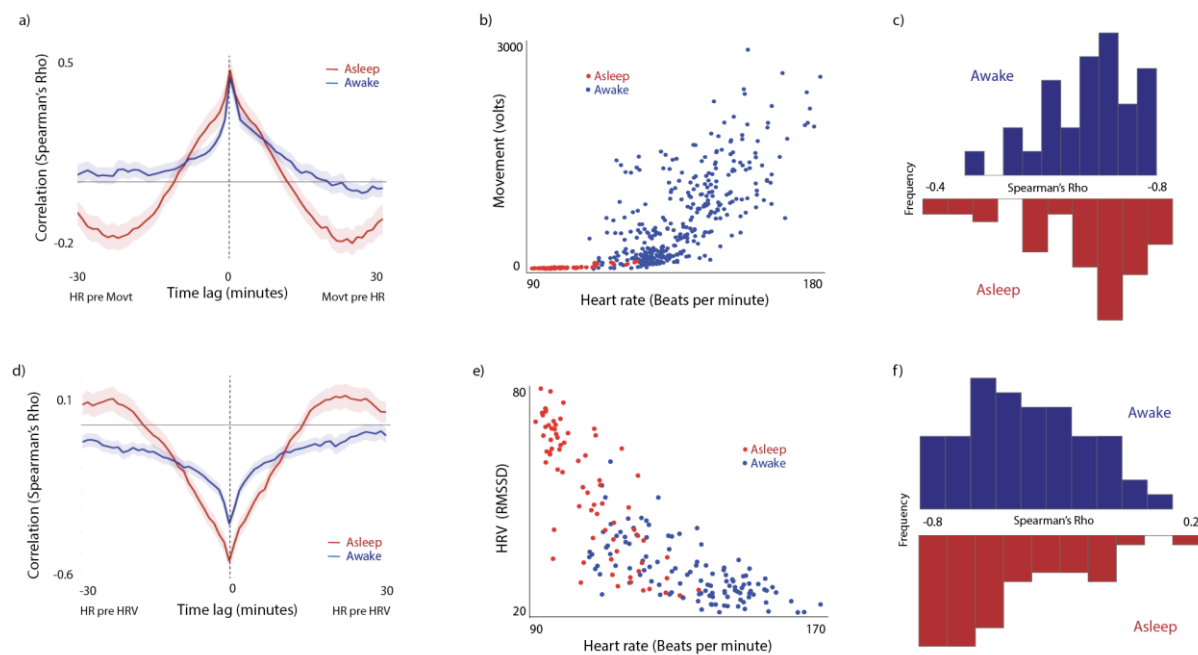 a)
0.5
Asleep
Awake
Correlation (Spearman's Rho)
-0.2
-30
0
30
HR pre Movt
Time lag (minutes)
Movt pre HR
b)
3000
Asleep
Awake
Movement (volts)
0
90
180
Heart rate (Beats per minute)
c)
Awake
-0.4
Spearman's Rho
-0.8
Frequency
Asleep
d)
0.1
Correlation (Spearman's Rho)
Asleep
Awake
-0.6
-30
0
30
HR pre HRV
Time lag (minutes)
HR pre HRV
e)
80
Asleep
Awake
HRV (RMSSD)
20
90
170
Heart rate (Beats per minute)
f)
Awake
-0.8
Spearman's Rho
0.2
Frequency
Asleep